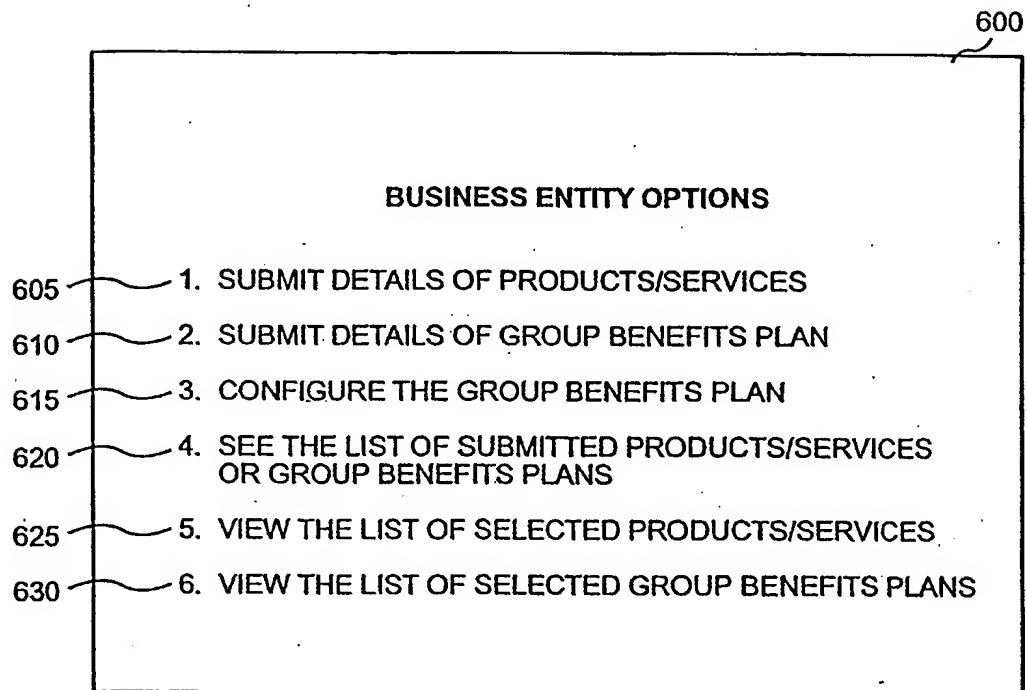 600
BUSINESS ENTITY OPTIONS
605 1. SUBMIT DETAILS OF PRODUCTS/SERVICES
610 2. SUBMIT DETAILS OF GROUP BENEFITS PLAN
615 3. CONFIGURE THE GROUP BENEFITS PLAN
620 4. SEE THE LIST OF SUBMITTED PRODUCTS/SERVICES
OR GROUP BENEFITS PLANS
625 5. VIEW THE LIST OF SELECTED PRODUCTS/SERVICES
630 6. VIEW THE LIST OF SELECTED GROUP BENEFITS PLANS